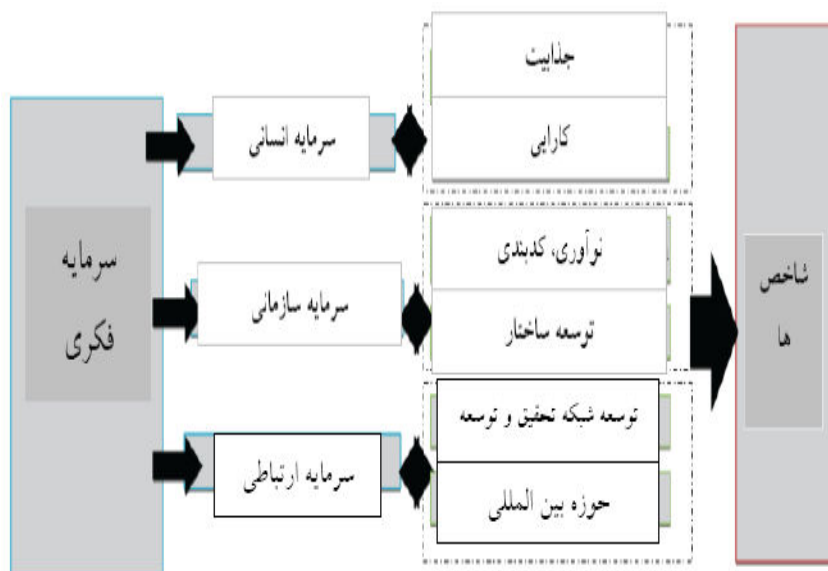 سرمایه
فکری
سرمایه انسانی
سرمایه سازمانی
سرمایه ارتباطی
جذابیت
کارایی
نوآوری، کدبندی
توسعه ساختار
توسعه شبکه تحقیق و توسعه
حوزه بین المللی
شاخص
ها